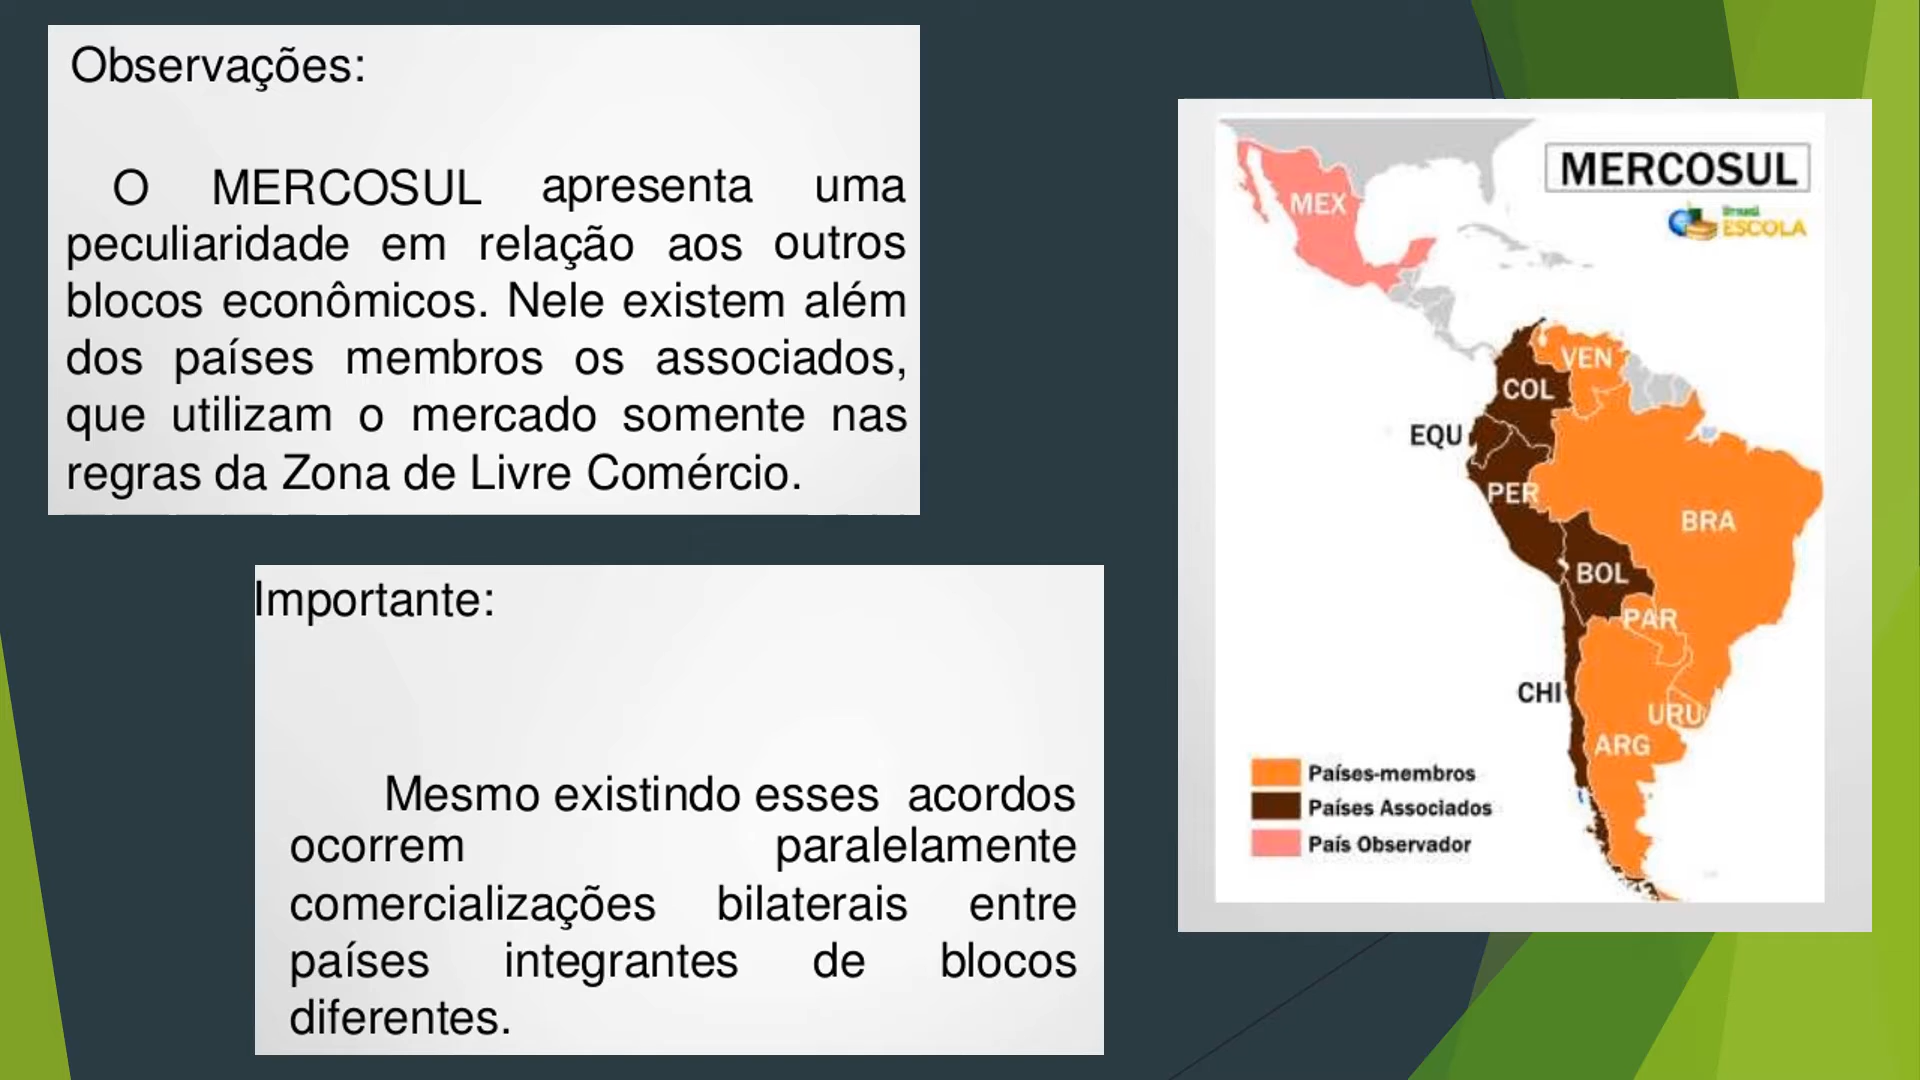 Observações:
O MERCOSUL apresenta uma
peculiaridade em relação aos outros
blocos econômicos. Nele existem além
dos países membros os associados,
que utilizam o mercado somente nas
regras da Zona de Livre Comércio.
Importante:
Mesmo existindo esses acordos
ocorrem paralelamente
comercializações bilaterais entre
países integrantes de blocos
diferentes.
MERCOSUL
Brasil
ESCOLA
MEX
VEN
COL
EQU
PER
BRA
BOL
PAR
CHI
URU
ARG
Países-membros
Países Associados
País Observador